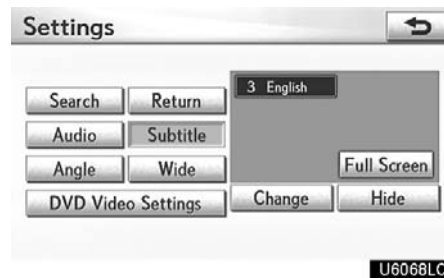 Settings
3 English
Search Return
Audio Subtitle
Angle Wide Full Screen
DVD Video Settings Change Hide
U6068LC